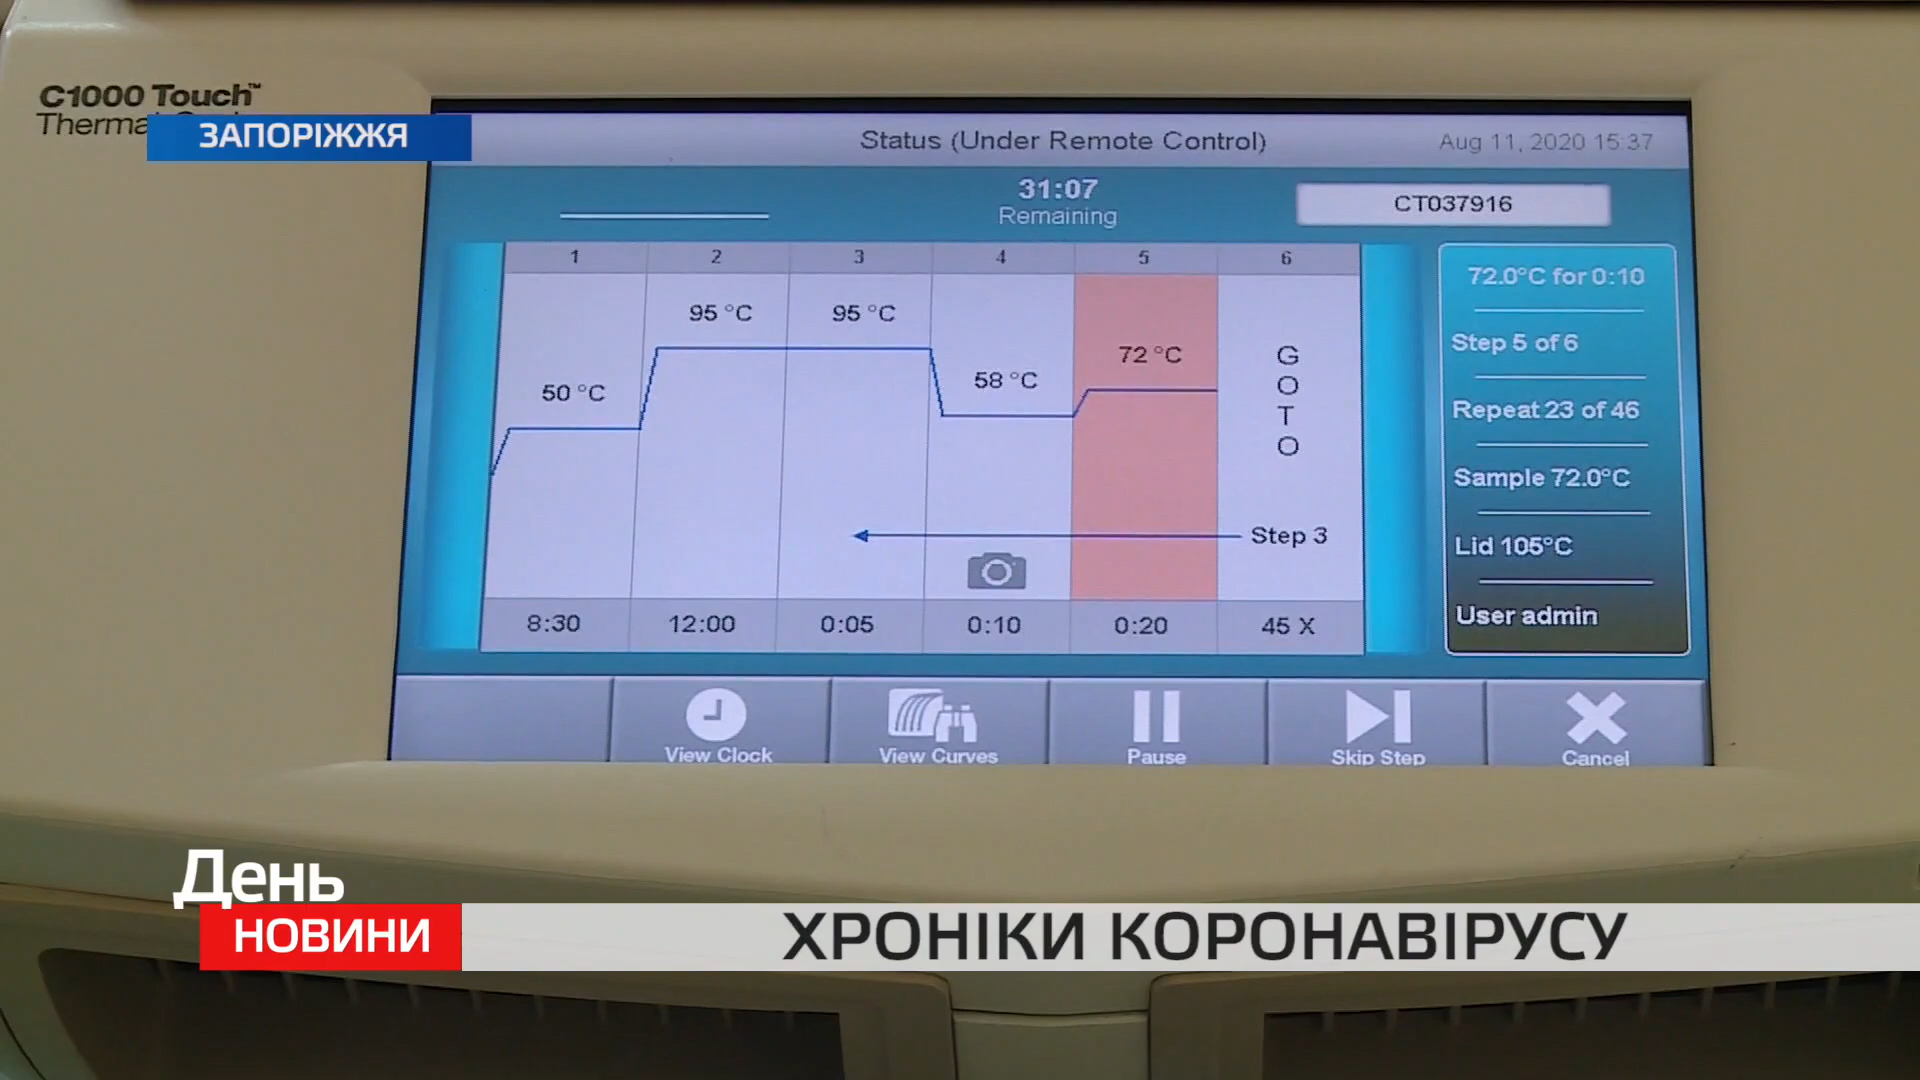 C1000 Touch™
ЗАПОРІЖЖЯ
Status (Under Remote Control)
Aug 11, 2020 15:37
31:07
Remaining
CT037916
1 2 3 4 5 6
50 °C
95 °C
95 °C
58 °C
72 °C
GOTO
Step 3
8:30 12:00 0:05 0:10 0:20 45 X
72.0°C for 0:10
Step 5 of 6
Repeat 23 of 46
Sample 72.0°C
Lid 105°C
User admin
View Clock
View Curves
Pause
Skip Step
Cancel
День
НОВИНИ
ХРОНІКИ КОРОНАВІРУСУ